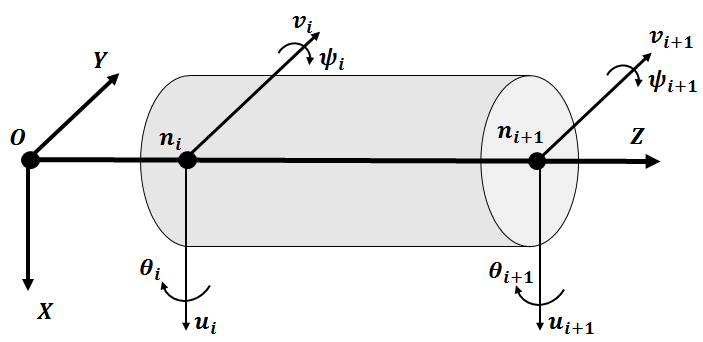 v_i
v_{i+1}
Y
ψ_i
ψ_{i+1}
O
n_i
n_{i+1}
Z
θ_i
θ_{i+1}
X
u_i
u_{i+1}